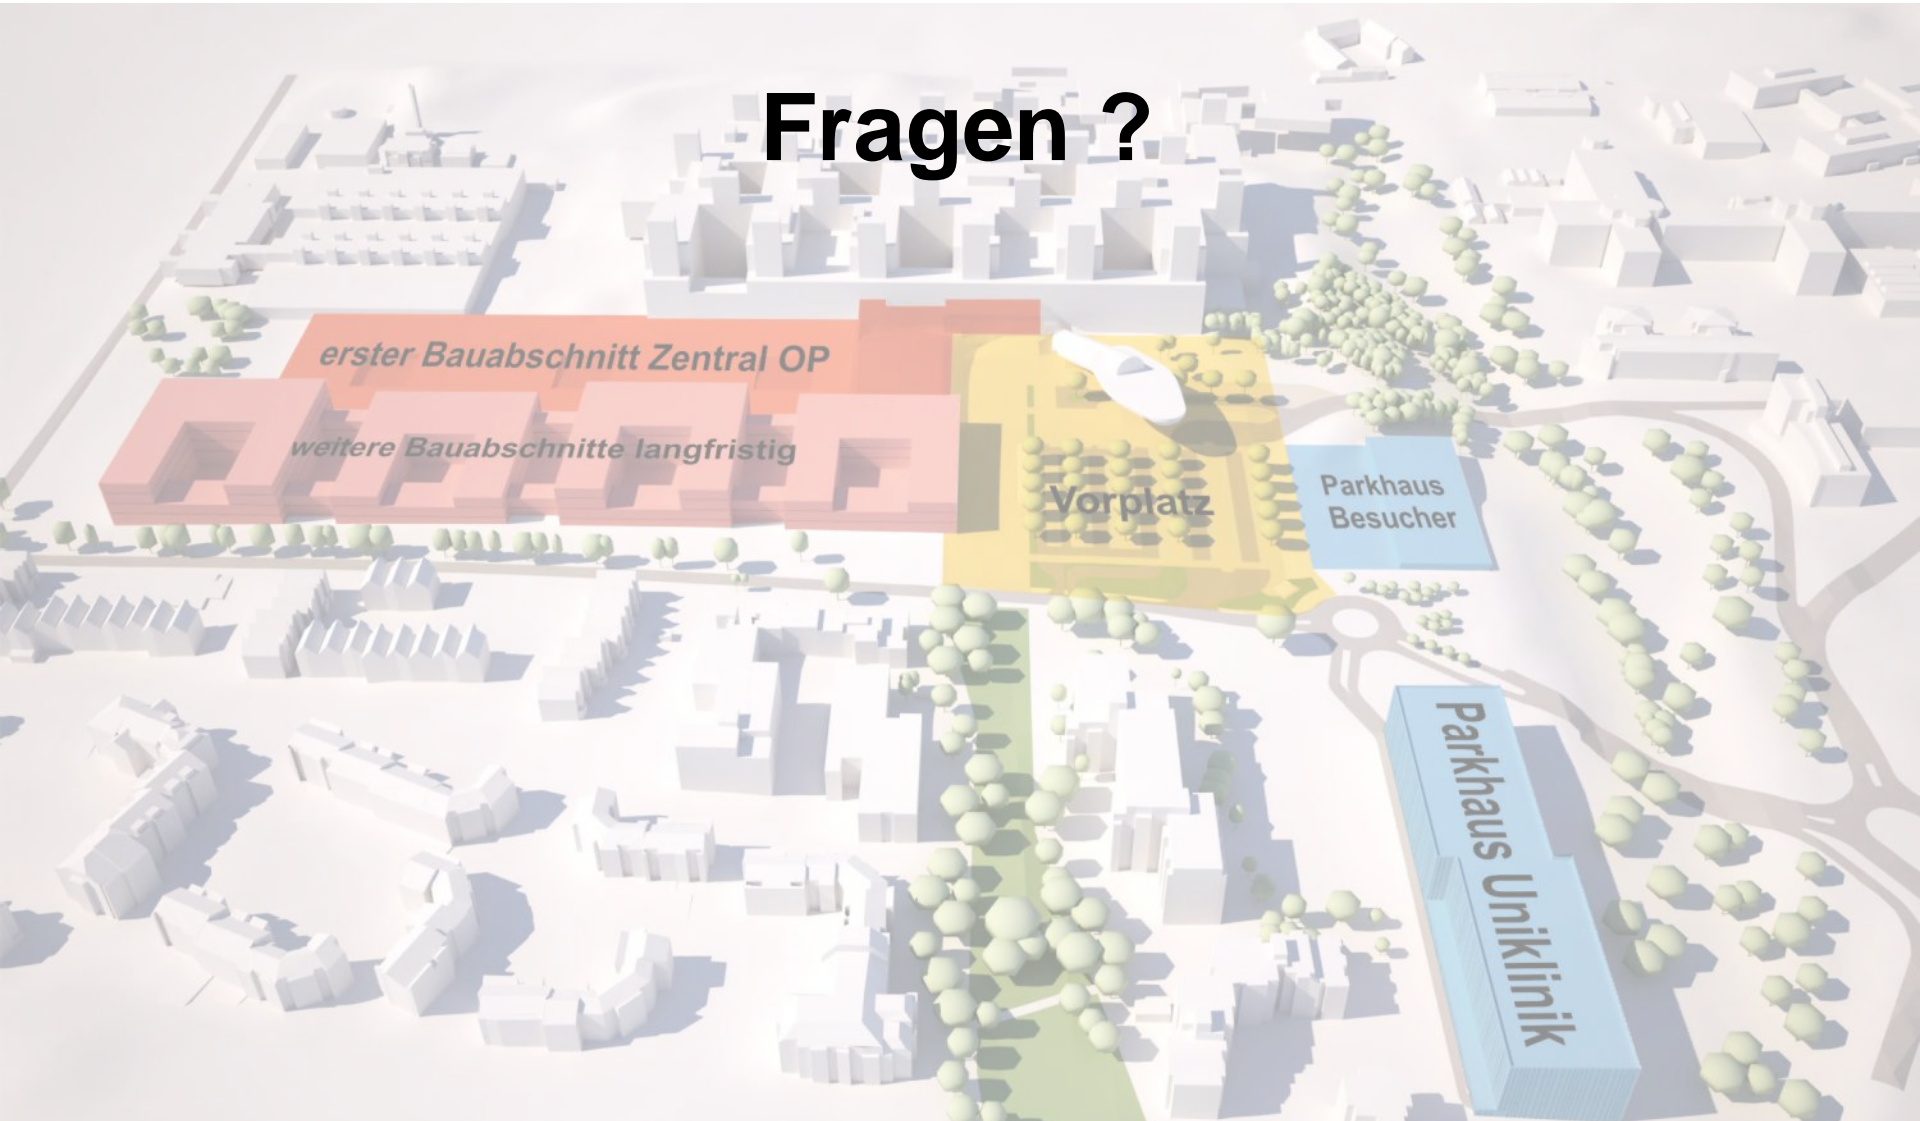 Fragen ?
erster Bauabschnitt Zentral OP
weitere Bauabschnitte langfristig
Vorplatz
Parkhaus
Besucher
Parkhaus Uniklinik